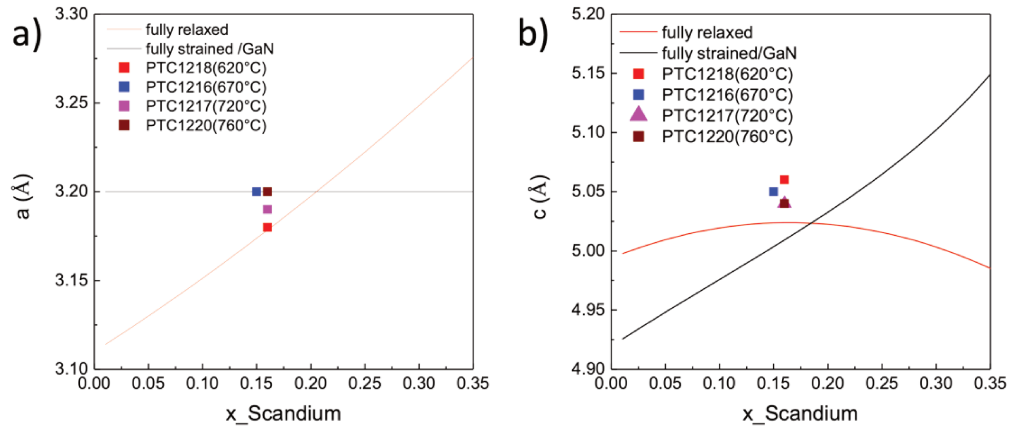 a)
fully relaxed
fully strained /GaN
PTC1218(620°C)
PTC1216(670°C)
PTC1217(720°C)
PTC1220(760°C)
3.30
3.25
3.20
3.15
3.10
a (Å)
0.00 0.05 0.10 0.15 0.20 0.25 0.30 0.35
x_Scandium
b)
fully relaxed
fully strained/GaN
PTC1218(620°C)
PTC1216(670°C)
PTC1217(720°C)
PTC1220(760°C)
5.20
5.15
5.10
5.05
5.00
4.95
4.90
c (Å)
0.00 0.05 0.10 0.15 0.20 0.25 0.30 0.35
x_Scandium